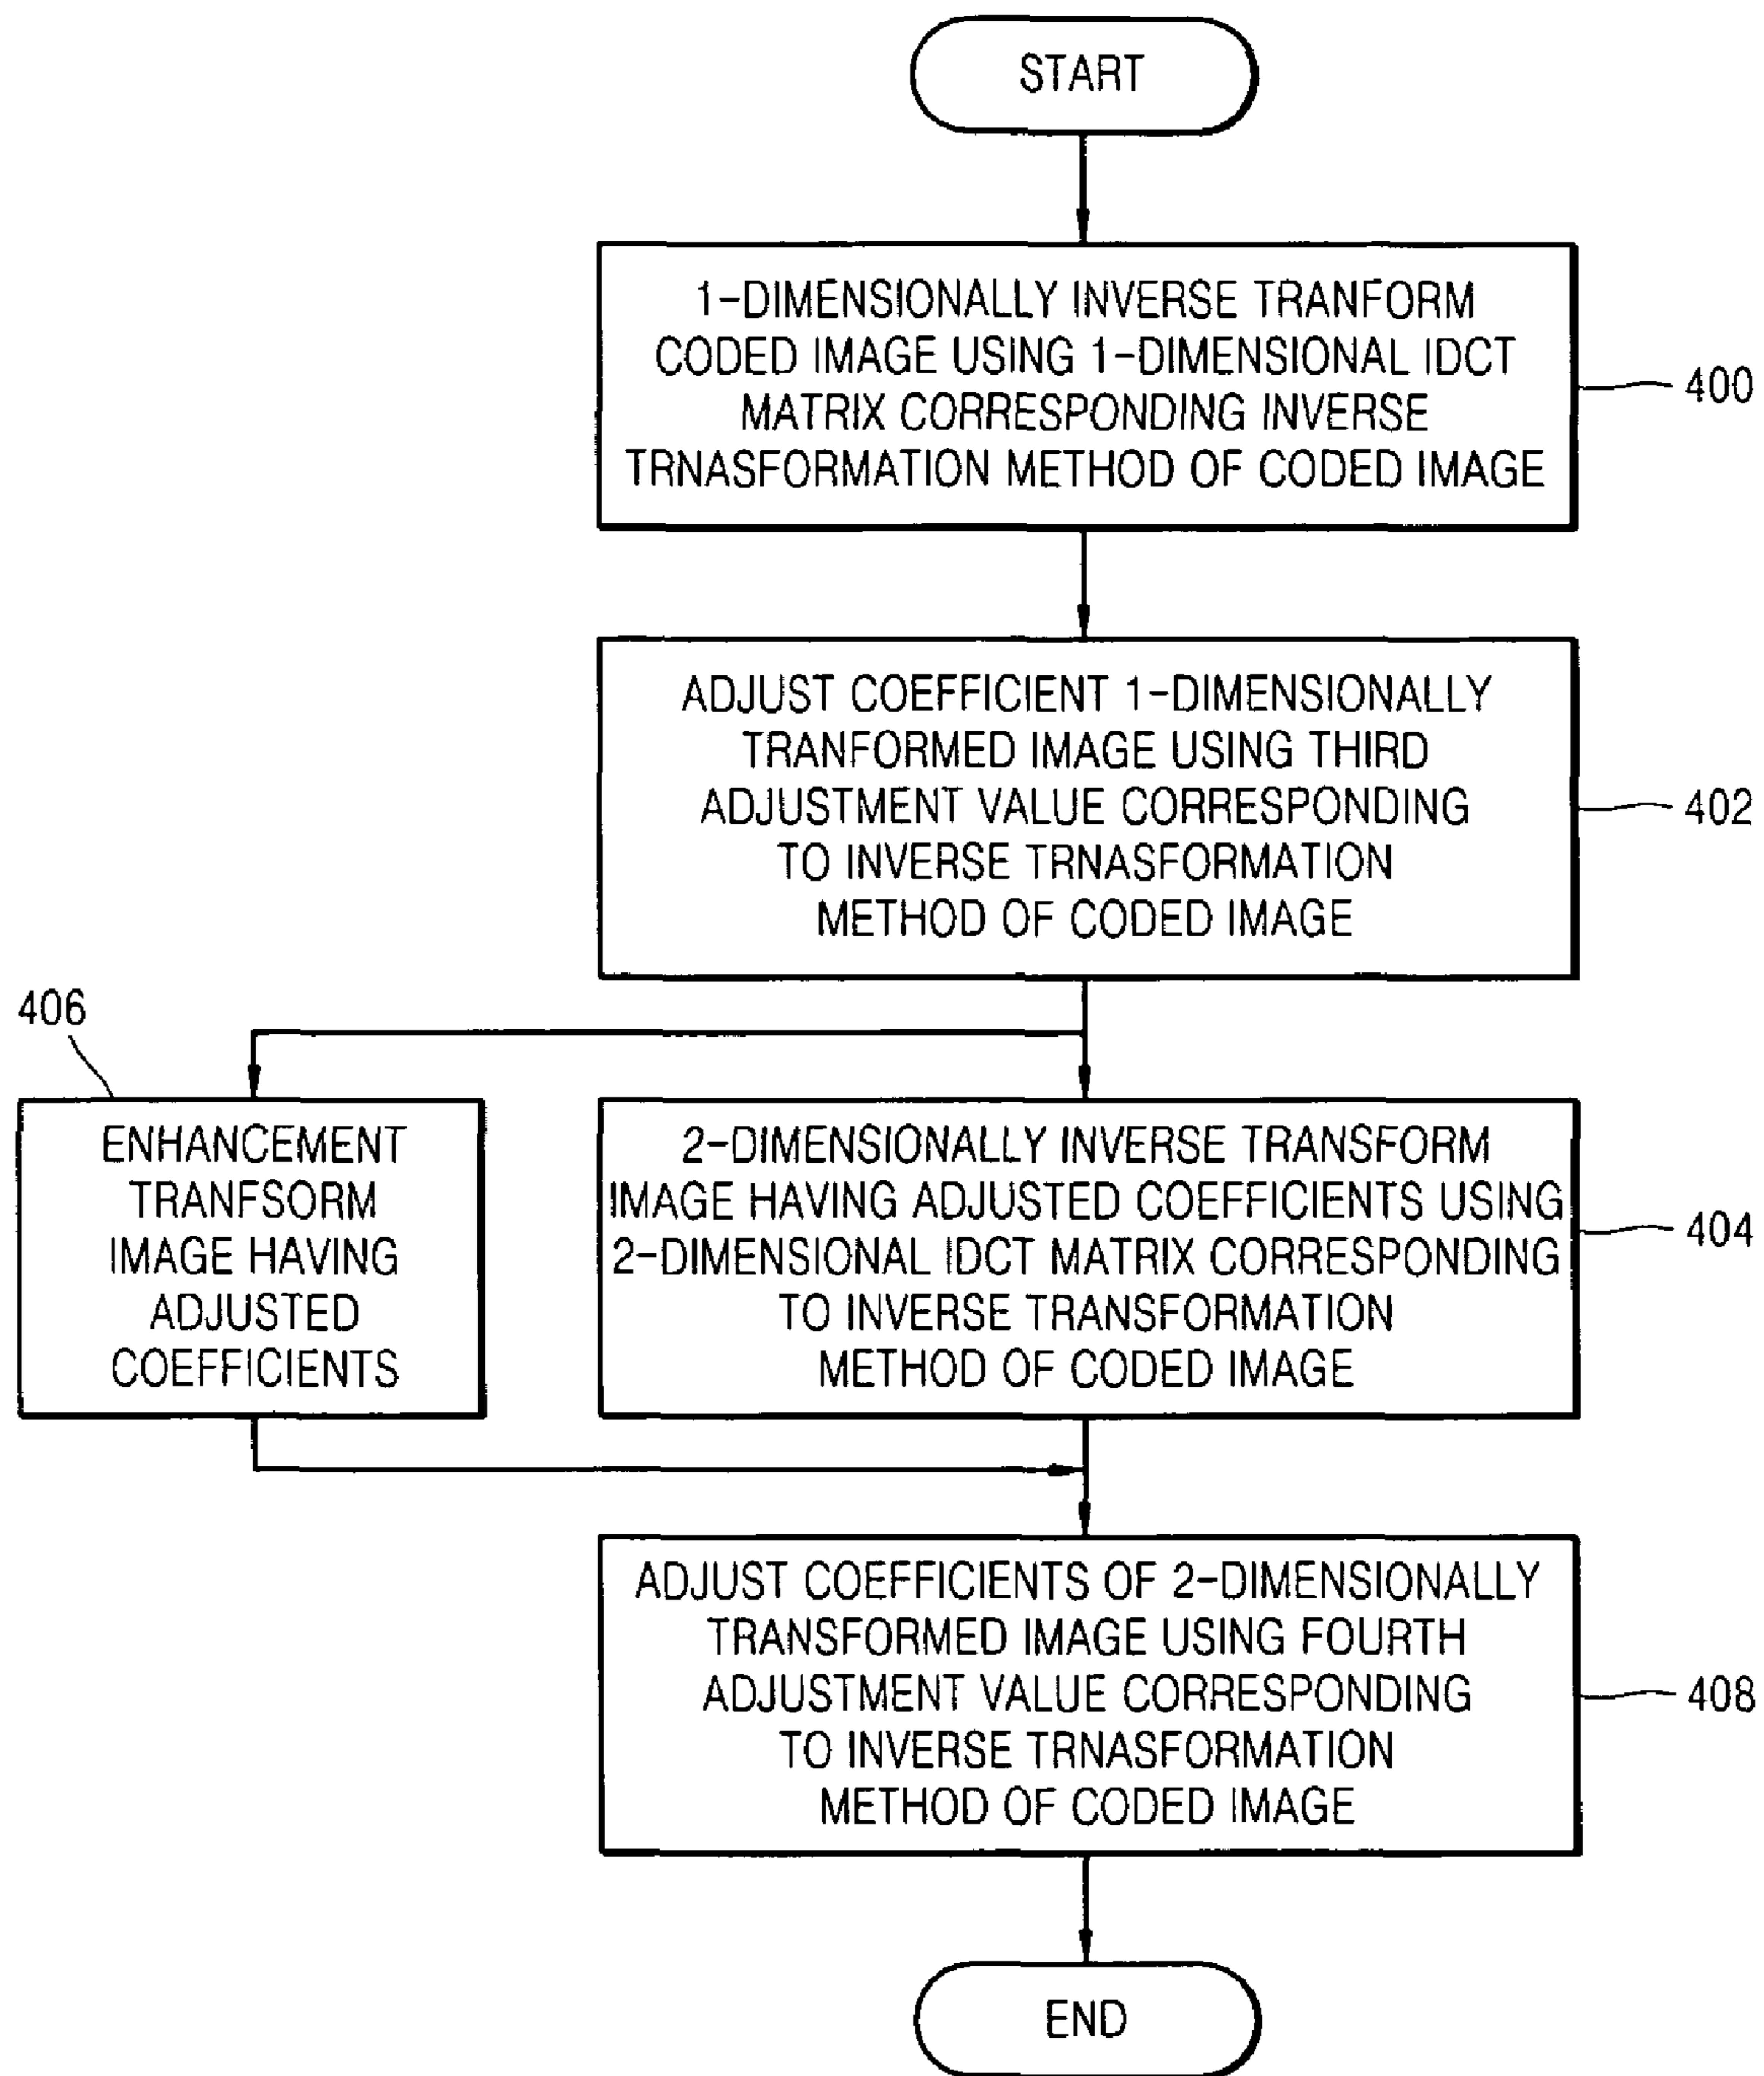 START
1-DIMENSIONALLY INVERSE TRANFORM
CODED IMAGE USING 1-DIMENSIONAL IDCT
MATRIX CORRESPONDING INVERSE
TRNASFORMATION METHOD OF CODED IMAGE
400
ADJUST COEFFICIENT 1-DIMENSIONALLY
TRANFORMED IMAGE USING THIRD
ADJUSTMENT VALUE CORRESPONDING
TO INVERSE TRNASFORMATION
METHOD OF CODED IMAGE
402
406
ENHANCEMENT
TRANFSORM
IMAGE HAVING
ADJUSTED
COEFFICIENTS
2-DIMENSIONALLY INVERSE TRANSFORM
IMAGE HAVING ADJUSTED COEFFICIENTS USING
2-DIMENSIONAL IDCT MATRIX CORRESPONDING
TO INVERSE TRANSFORMATION
METHOD OF CODED IMAGE
404
ADJUST COEFFICIENTS OF 2-DIMENSIONALLY
TRANSFORMED IMAGE USING FOURTH
ADJUSTMENT VALUE CORRESPONDING
TO INVERSE TRNASFORMATION
METHOD OF CODED IMAGE
408
END